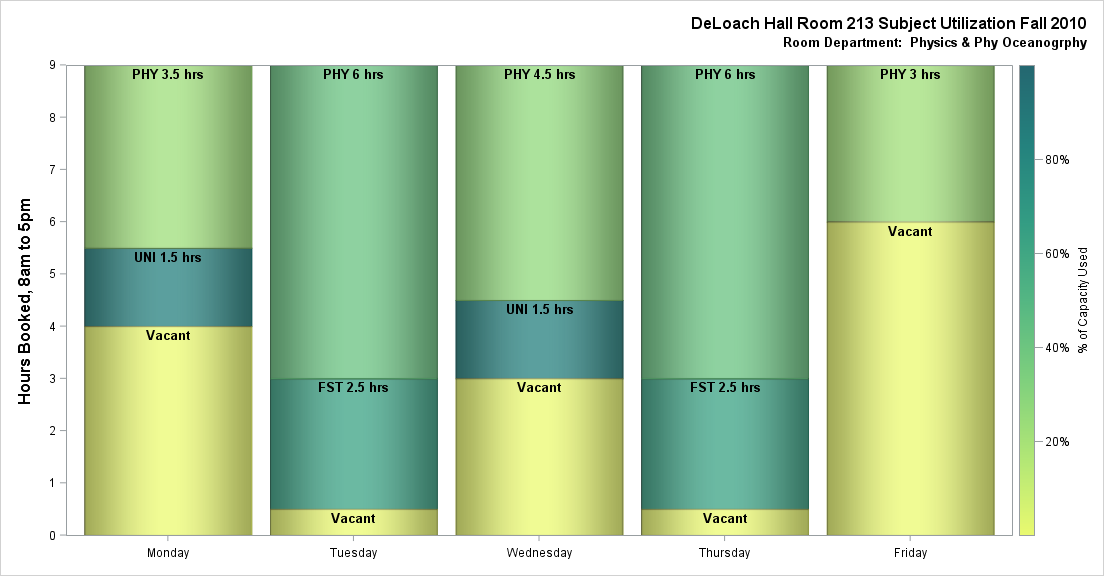 DeLoach Hall Room 213 Subject Utilization Fall 2010
Room Department:  Physics & Phy Oceanogrphy
Hours Booked, 8am to 5pm
9
8
7
6
5
4
3
2
1
0
PHY 3.5 hrs
UNI 1.5 hrs
Vacant
PHY 6 hrs
FST 2.5 hrs
Vacant
PHY 4.5 hrs
UNI 1.5 hrs
Vacant
PHY 6 hrs
FST 2.5 hrs
Vacant
PHY 3 hrs
Vacant
Monday
Tuesday
Wednesday
Thursday
Friday
80%
60%
40%
20%
% of Capacity Used